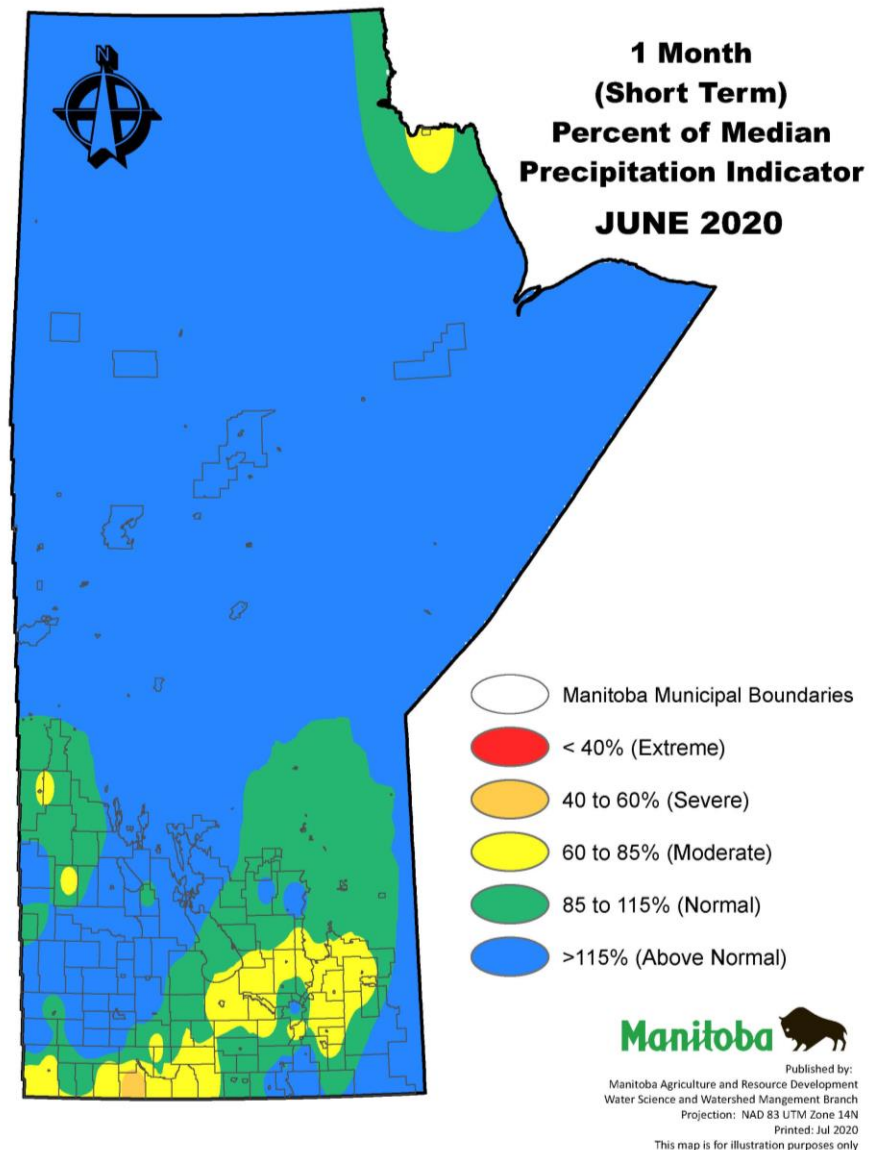 N
1 Month
(Short Term)
Percent of Median
Precipitation Indicator
JUNE 2020
Manitoba Municipal Boundaries
< 40% (Extreme)
40 to 60% (Severe)
60 to 85% (Moderate)
85 to 115% (Normal)
>115% (Above Normal)
Manitoba
Published by:
Manitoba Agriculture and Resource Development
Water Science and Watershed Mangement Branch
Projection: NAD 83 UTM Zone 14N
Printed: Jul 2020
This map is for illustration purposes only